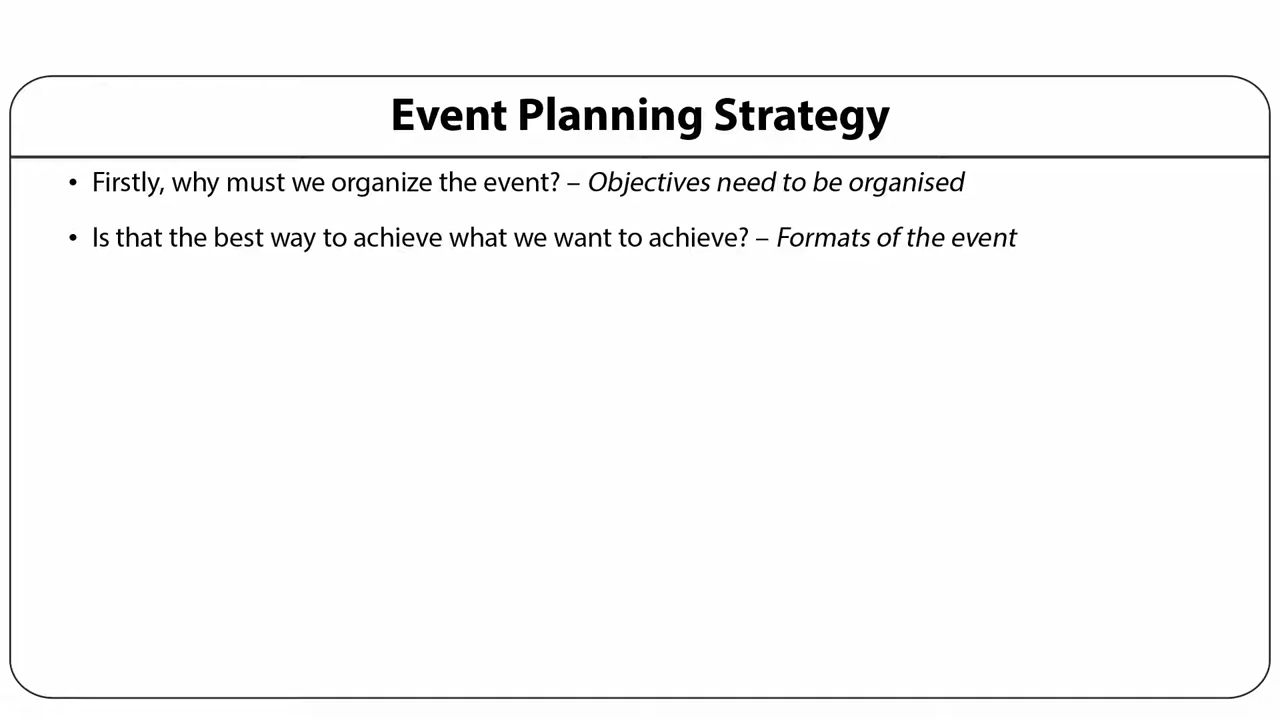 Event Planning Strategy
• Firstly, why must we organize the event? – Objectives need to be organised
• Is that the best way to achieve what we want to achieve? – Formats of the event